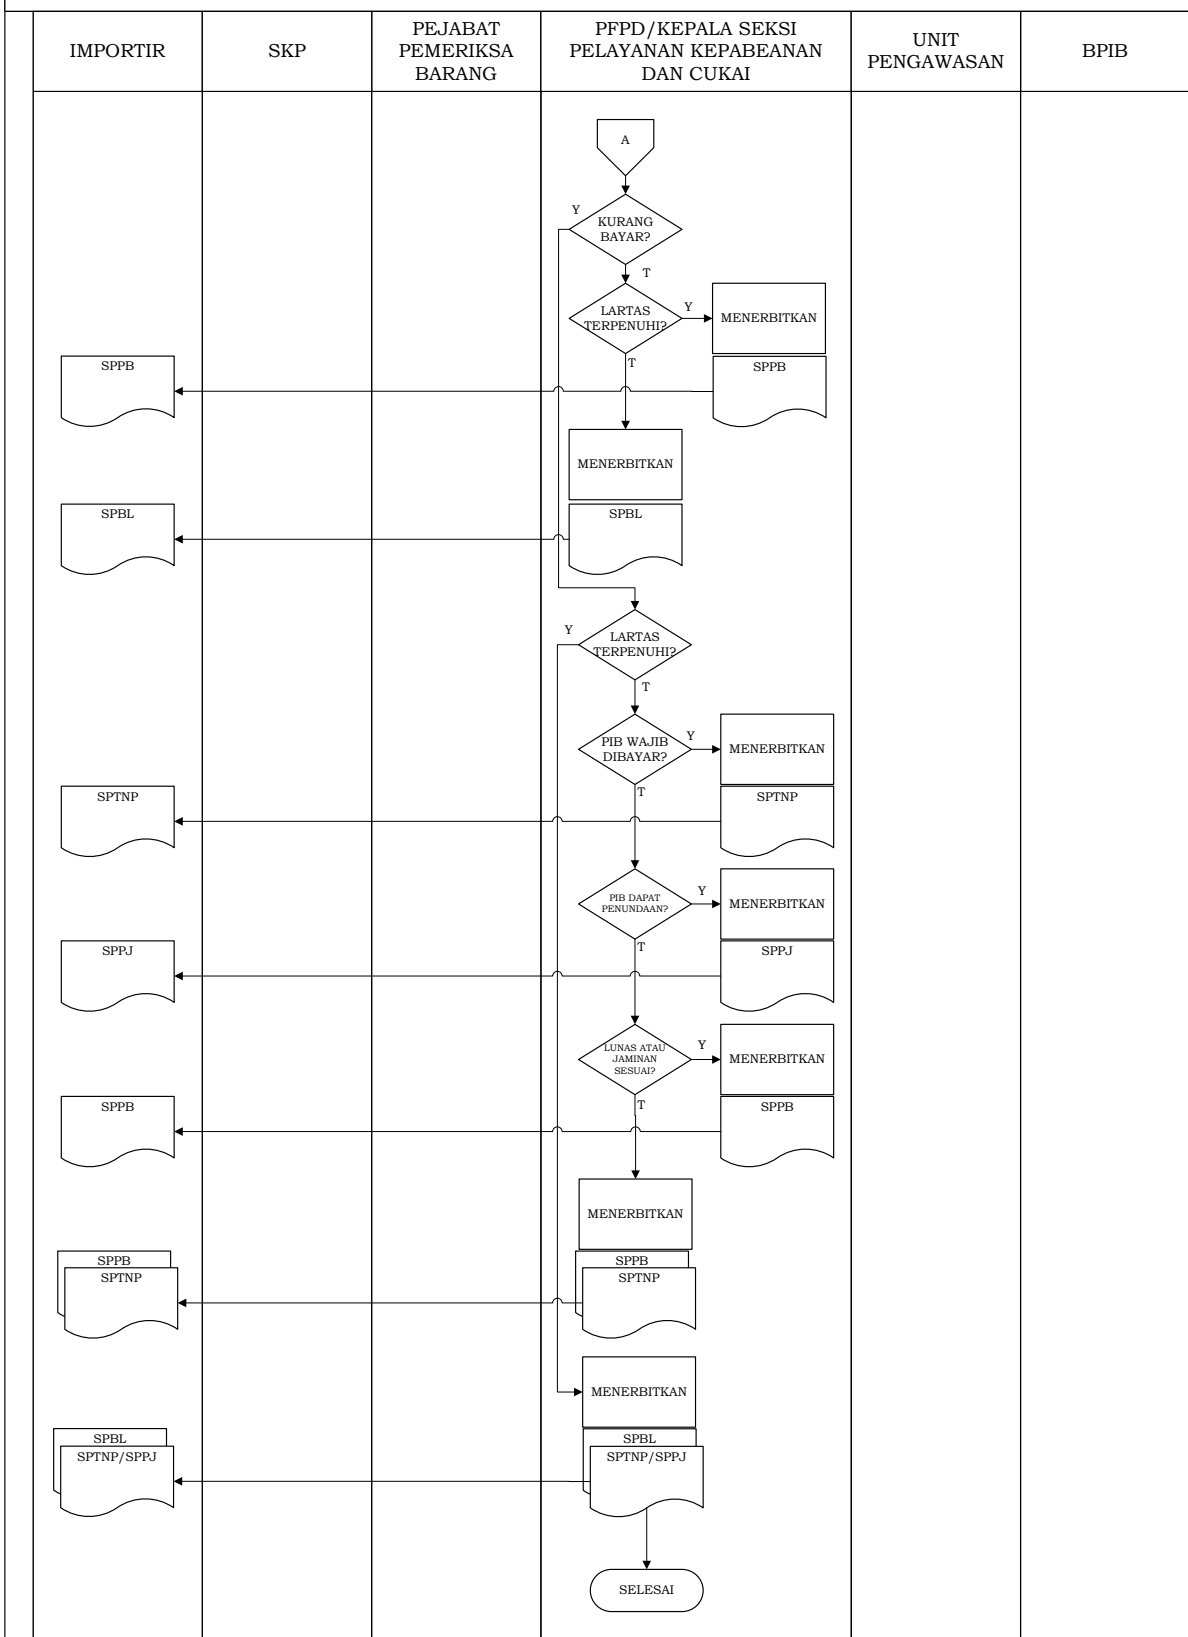 IMPORTIR
SKP
PEJABAT
PEMERIKSA
BARANG
PFPD/KEPALA SEKSI
PELAYANAN KEPABEANAN
DAN CUKAI
UNIT
PENGAWASAN
BPIB
A
Y
KURANG
BAYAR?
T
LARTAS
TERPENUHI?
Y
MENERBITKAN
T
SPPB
SPPB
MENERBITKAN
SPBL
SPBL
Y
LARTAS
TERPENUHI?
T
PIB WAJIB
DIBAYAR?
Y
MENERBITKAN
T
SPTNP
SPTNP
PIB DAPAT
PENUNDAAN?
Y
MENERBITKAN
T
SPPJ
SPPJ
LUNAS ATAU
JAMINAN
SESUAI?
Y
MENERBITKAN
T
SPPB
SPPB
MENERBITKAN
SPPB
SPTNP
SPPB
SPTNP
MENERBITKAN
SPBL
SPTNP/SPPJ
SPBL
SPTNP/SPPJ
SELESAI